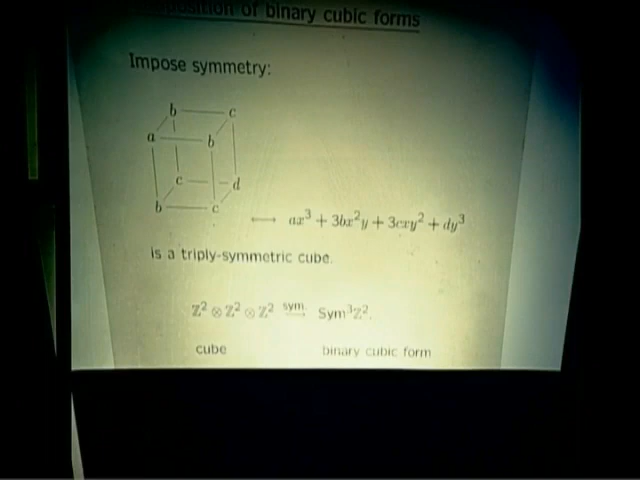 of binary cubic forms
Impose symmetry:
b c
a b
c d
b c
⟷ ax³ + 3bx²y + 3cxy² + dy³
is a triply-symmetric cube.
ℤ² ⊗ ℤ² ⊗ ℤ² sym. → Sym³ℤ².
cube binary cubic form